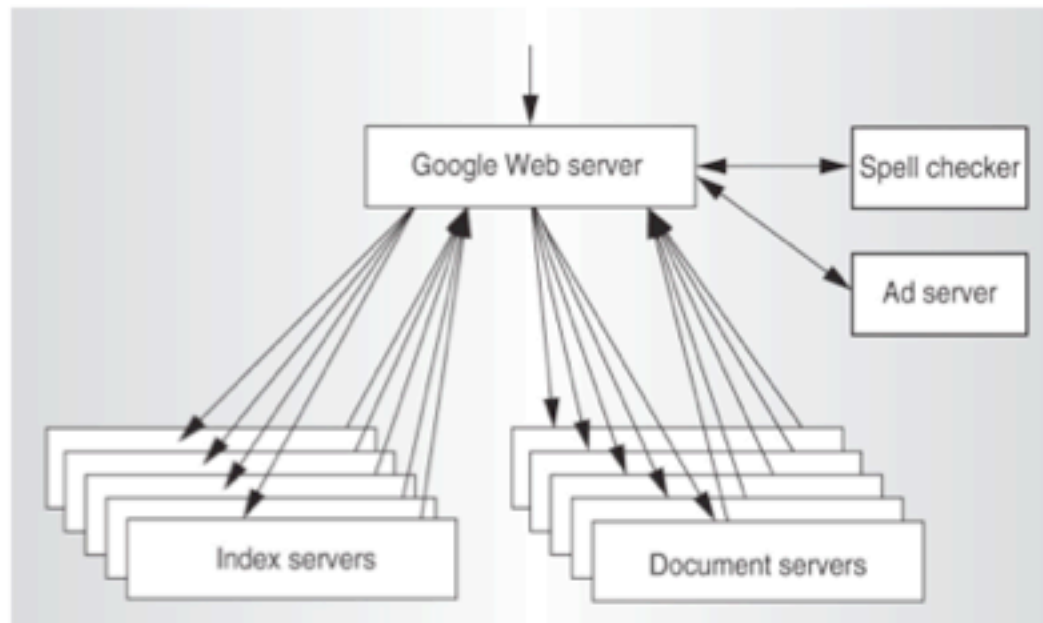 Google Web server
Spell checker
Ad server
Index servers
Document servers